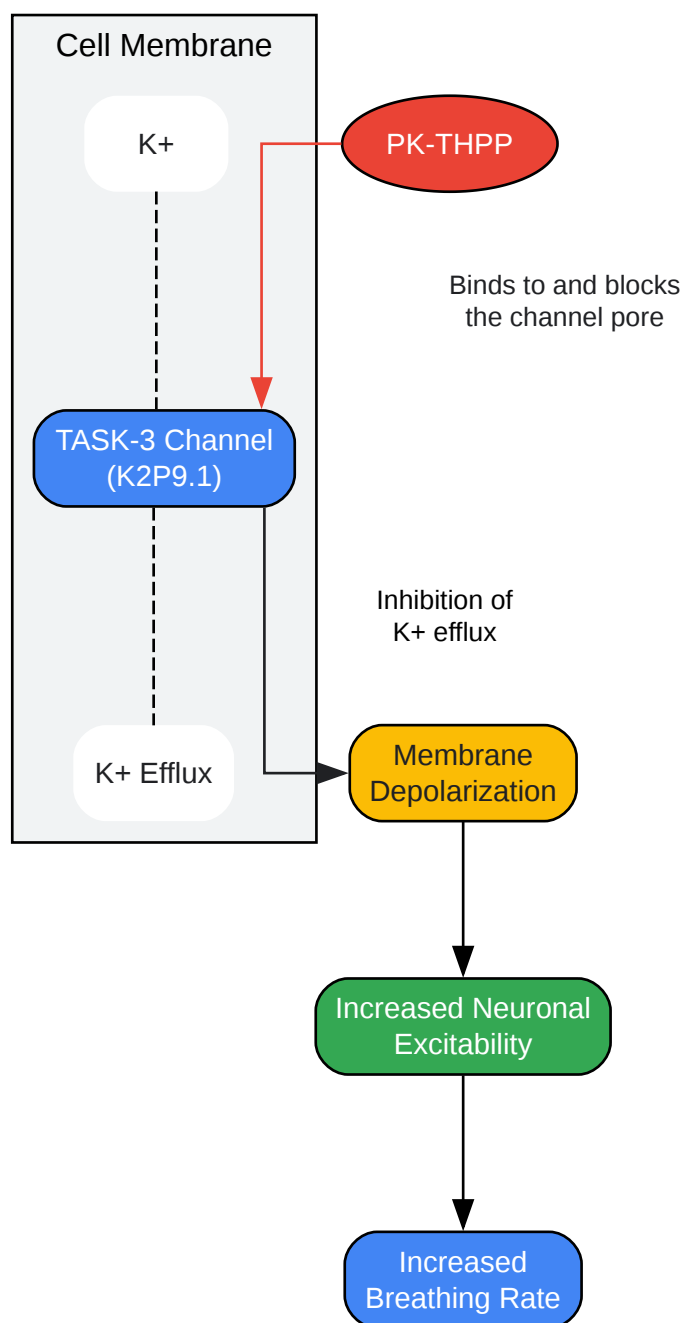 Cell Membrane
K+
PK-THPP
Binds to and blocks
the channel pore
TASK-3 Channel
(K2P9.1)
Inhibition of
K+ efflux
K+ Efflux
Membrane
Depolarization
Increased Neuronal
Excitability
Increased
Breathing Rate